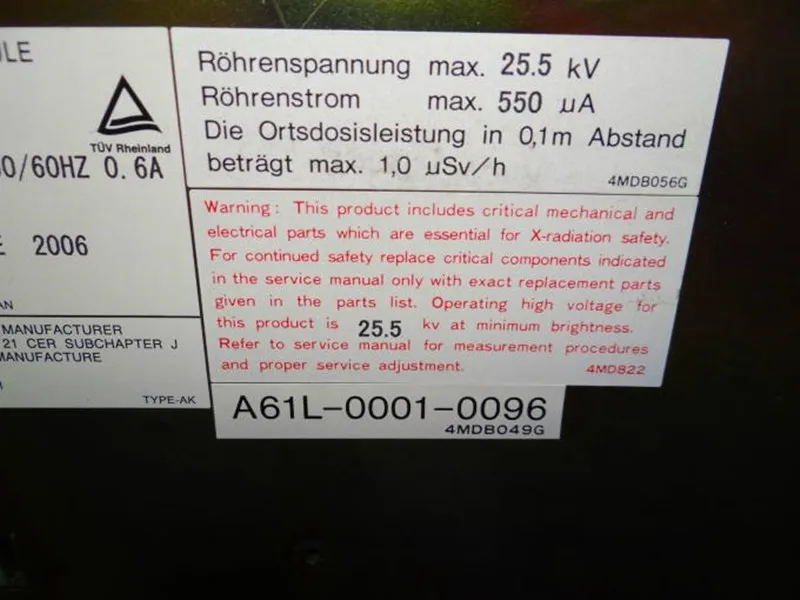 TÜV Rheinland
0/60HZ 0.6A
2006
MANUFACTURER
21 CER SUBCHAPTER J
MANUFACTURE
TYPE-AK
Röhrenspannung max. 25.5 kV
Röhrenstrom max. 550 µA
Die Ortsdosisleistung in 0,1m Abstand
beträgt max. 1,0 µSv/h
4MDB056G
Warning: This product includes critical mechanical and
electrical parts which are essential for X-radiation safety.
For continued safety replace critical components indicated
in the service manual only with exact replacement parts
given in the parts list. Operating high voltage for
this product is 25.5 kv at minimum brightness.
Refer to service manual for measurement procedures
and proper service adjustment.
4MD822
A61L-0001-0096
4MDB049G